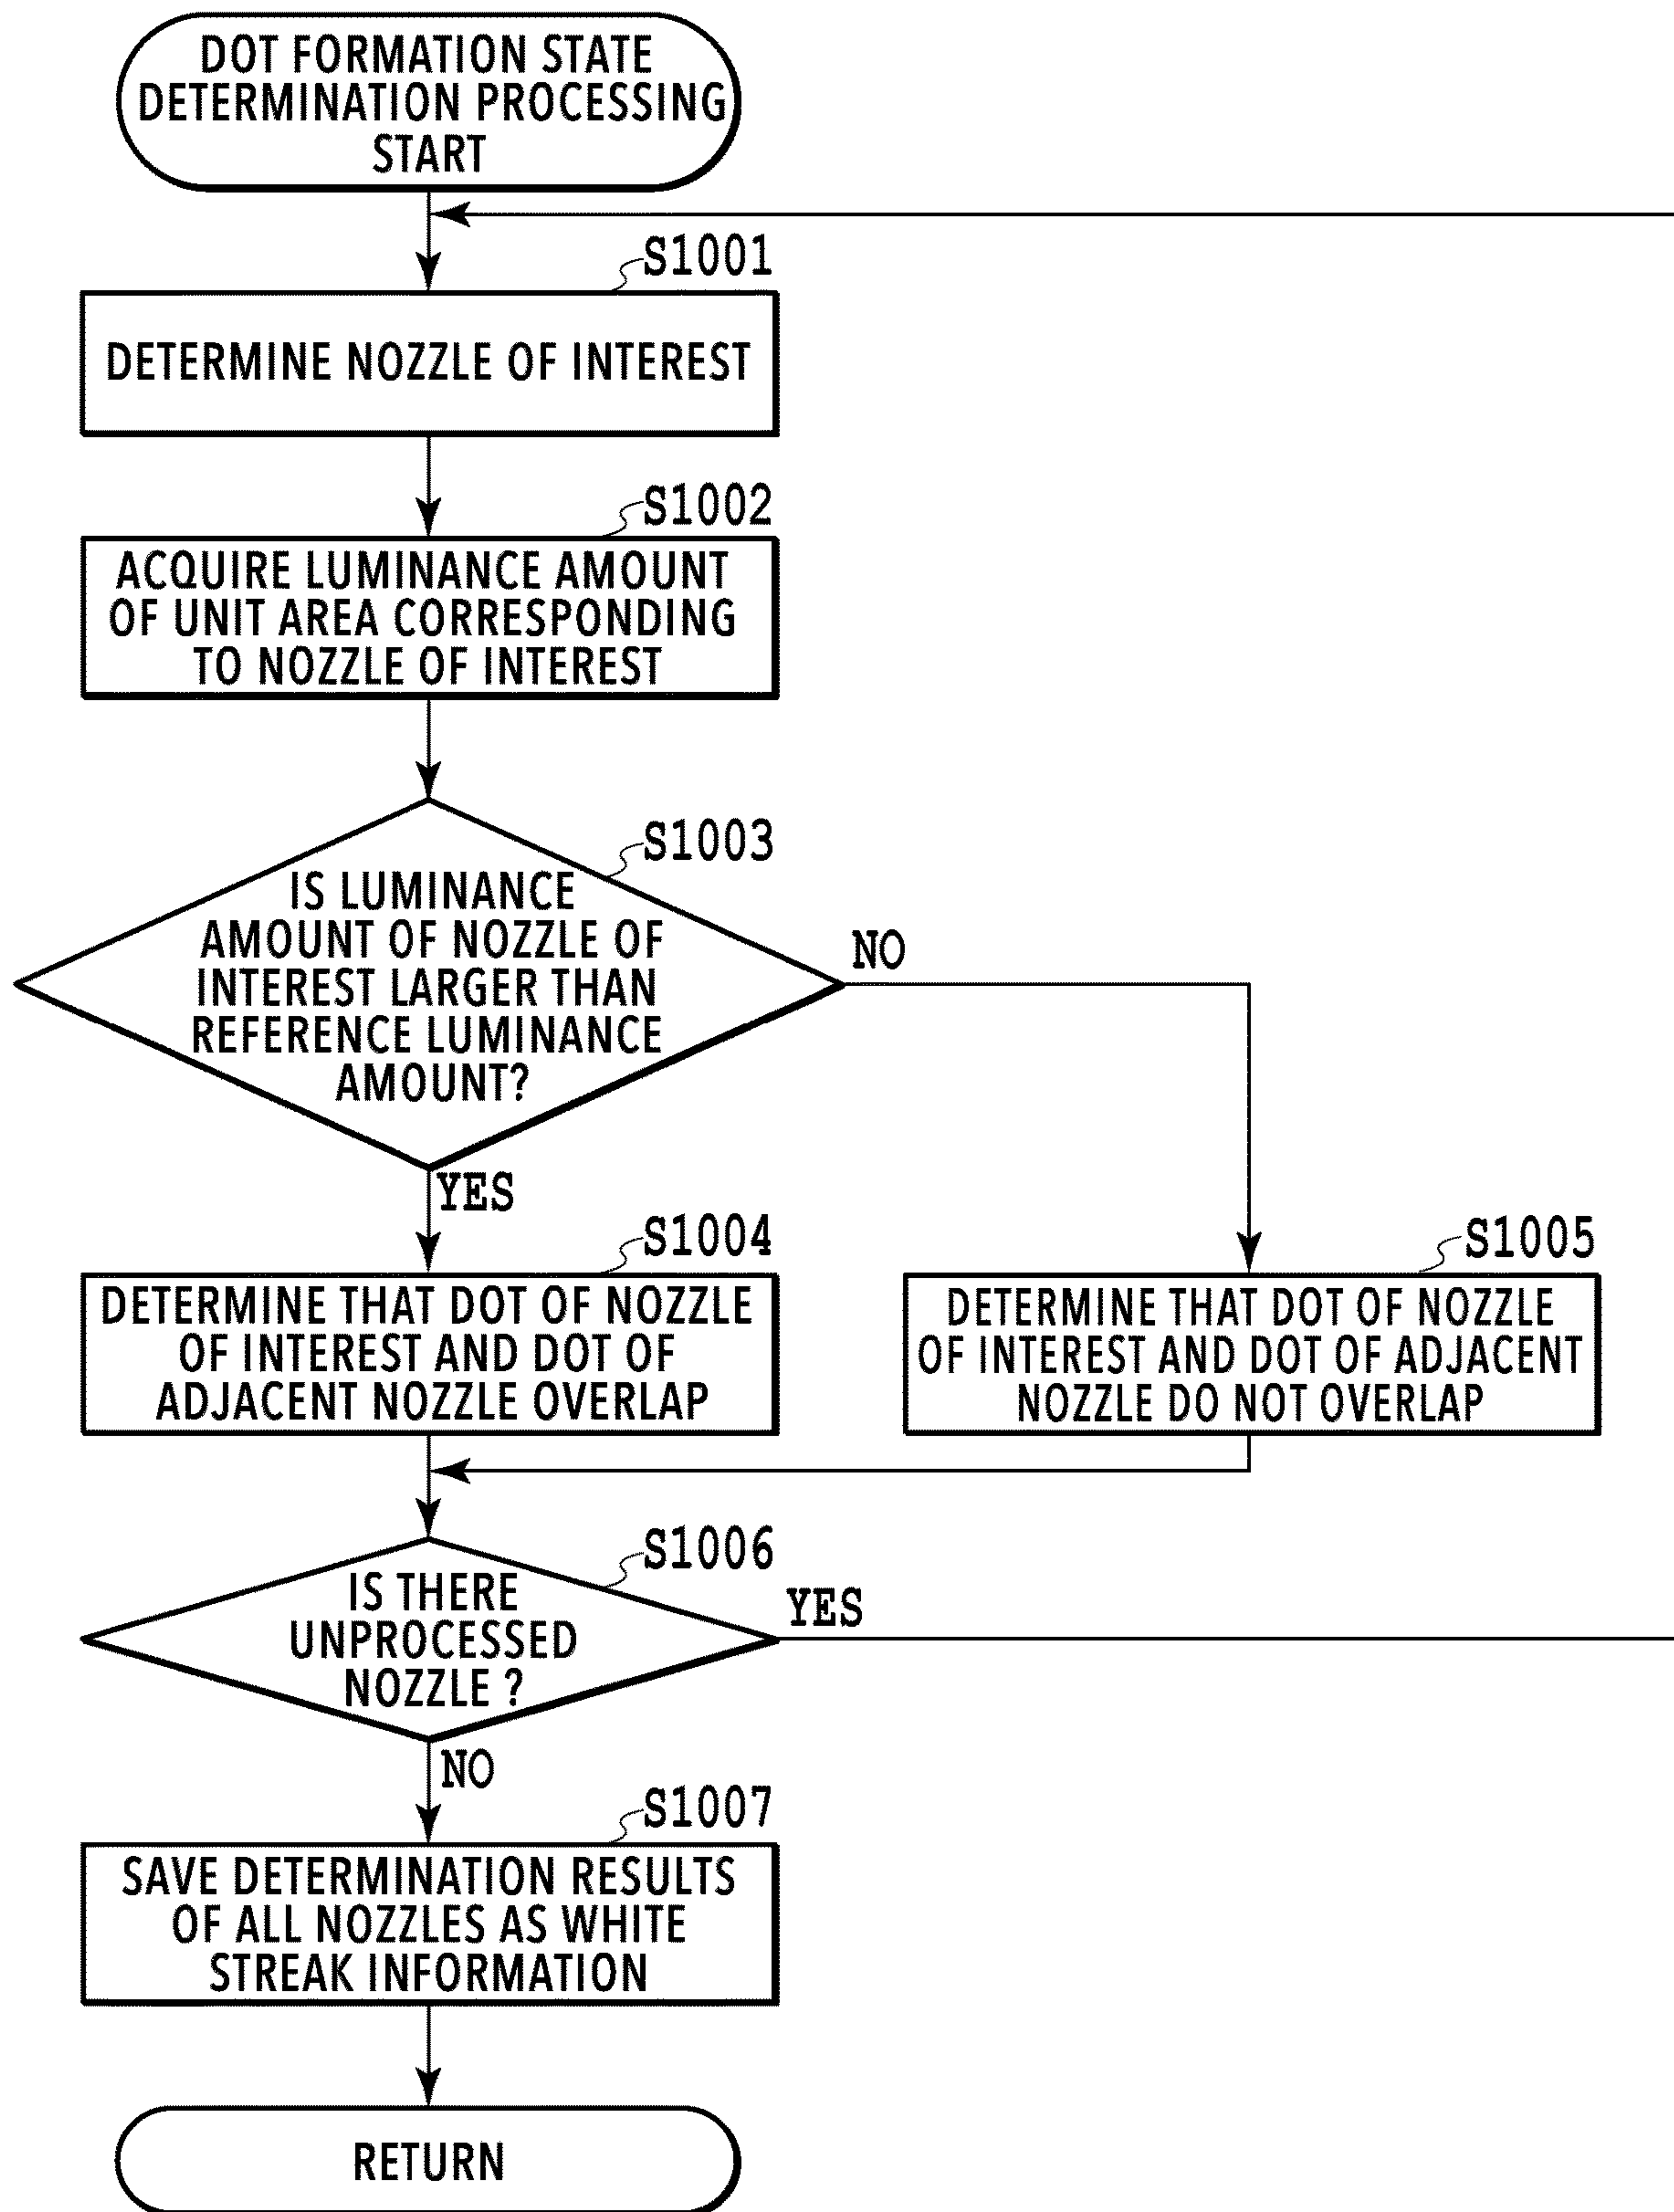 DOT FORMATION STATE
DETERMINATION PROCESSING
START
S1001
DETERMINE NOZZLE OF INTEREST
S1002
ACQUIRE LUMINANCE AMOUNT
OF UNIT AREA CORRESPONDING
TO NOZZLE OF INTEREST
S1003
IS LUMINANCE
AMOUNT OF NOZZLE OF
INTEREST LARGER THAN
REFERENCE LUMINANCE
AMOUNT?
NO
YES
S1004
DETERMINE THAT DOT OF NOZZLE
OF INTEREST AND DOT OF
ADJACENT NOZZLE OVERLAP
S1005
DETERMINE THAT DOT OF NOZZLE
OF INTEREST AND DOT OF ADJACENT
NOZZLE DO NOT OVERLAP
S1006
IS THERE
UNPROCESSED
NOZZLE ?
YES
NO
S1007
SAVE DETERMINATION RESULTS
OF ALL NOZZLES AS WHITE
STREAK INFORMATION
RETURN